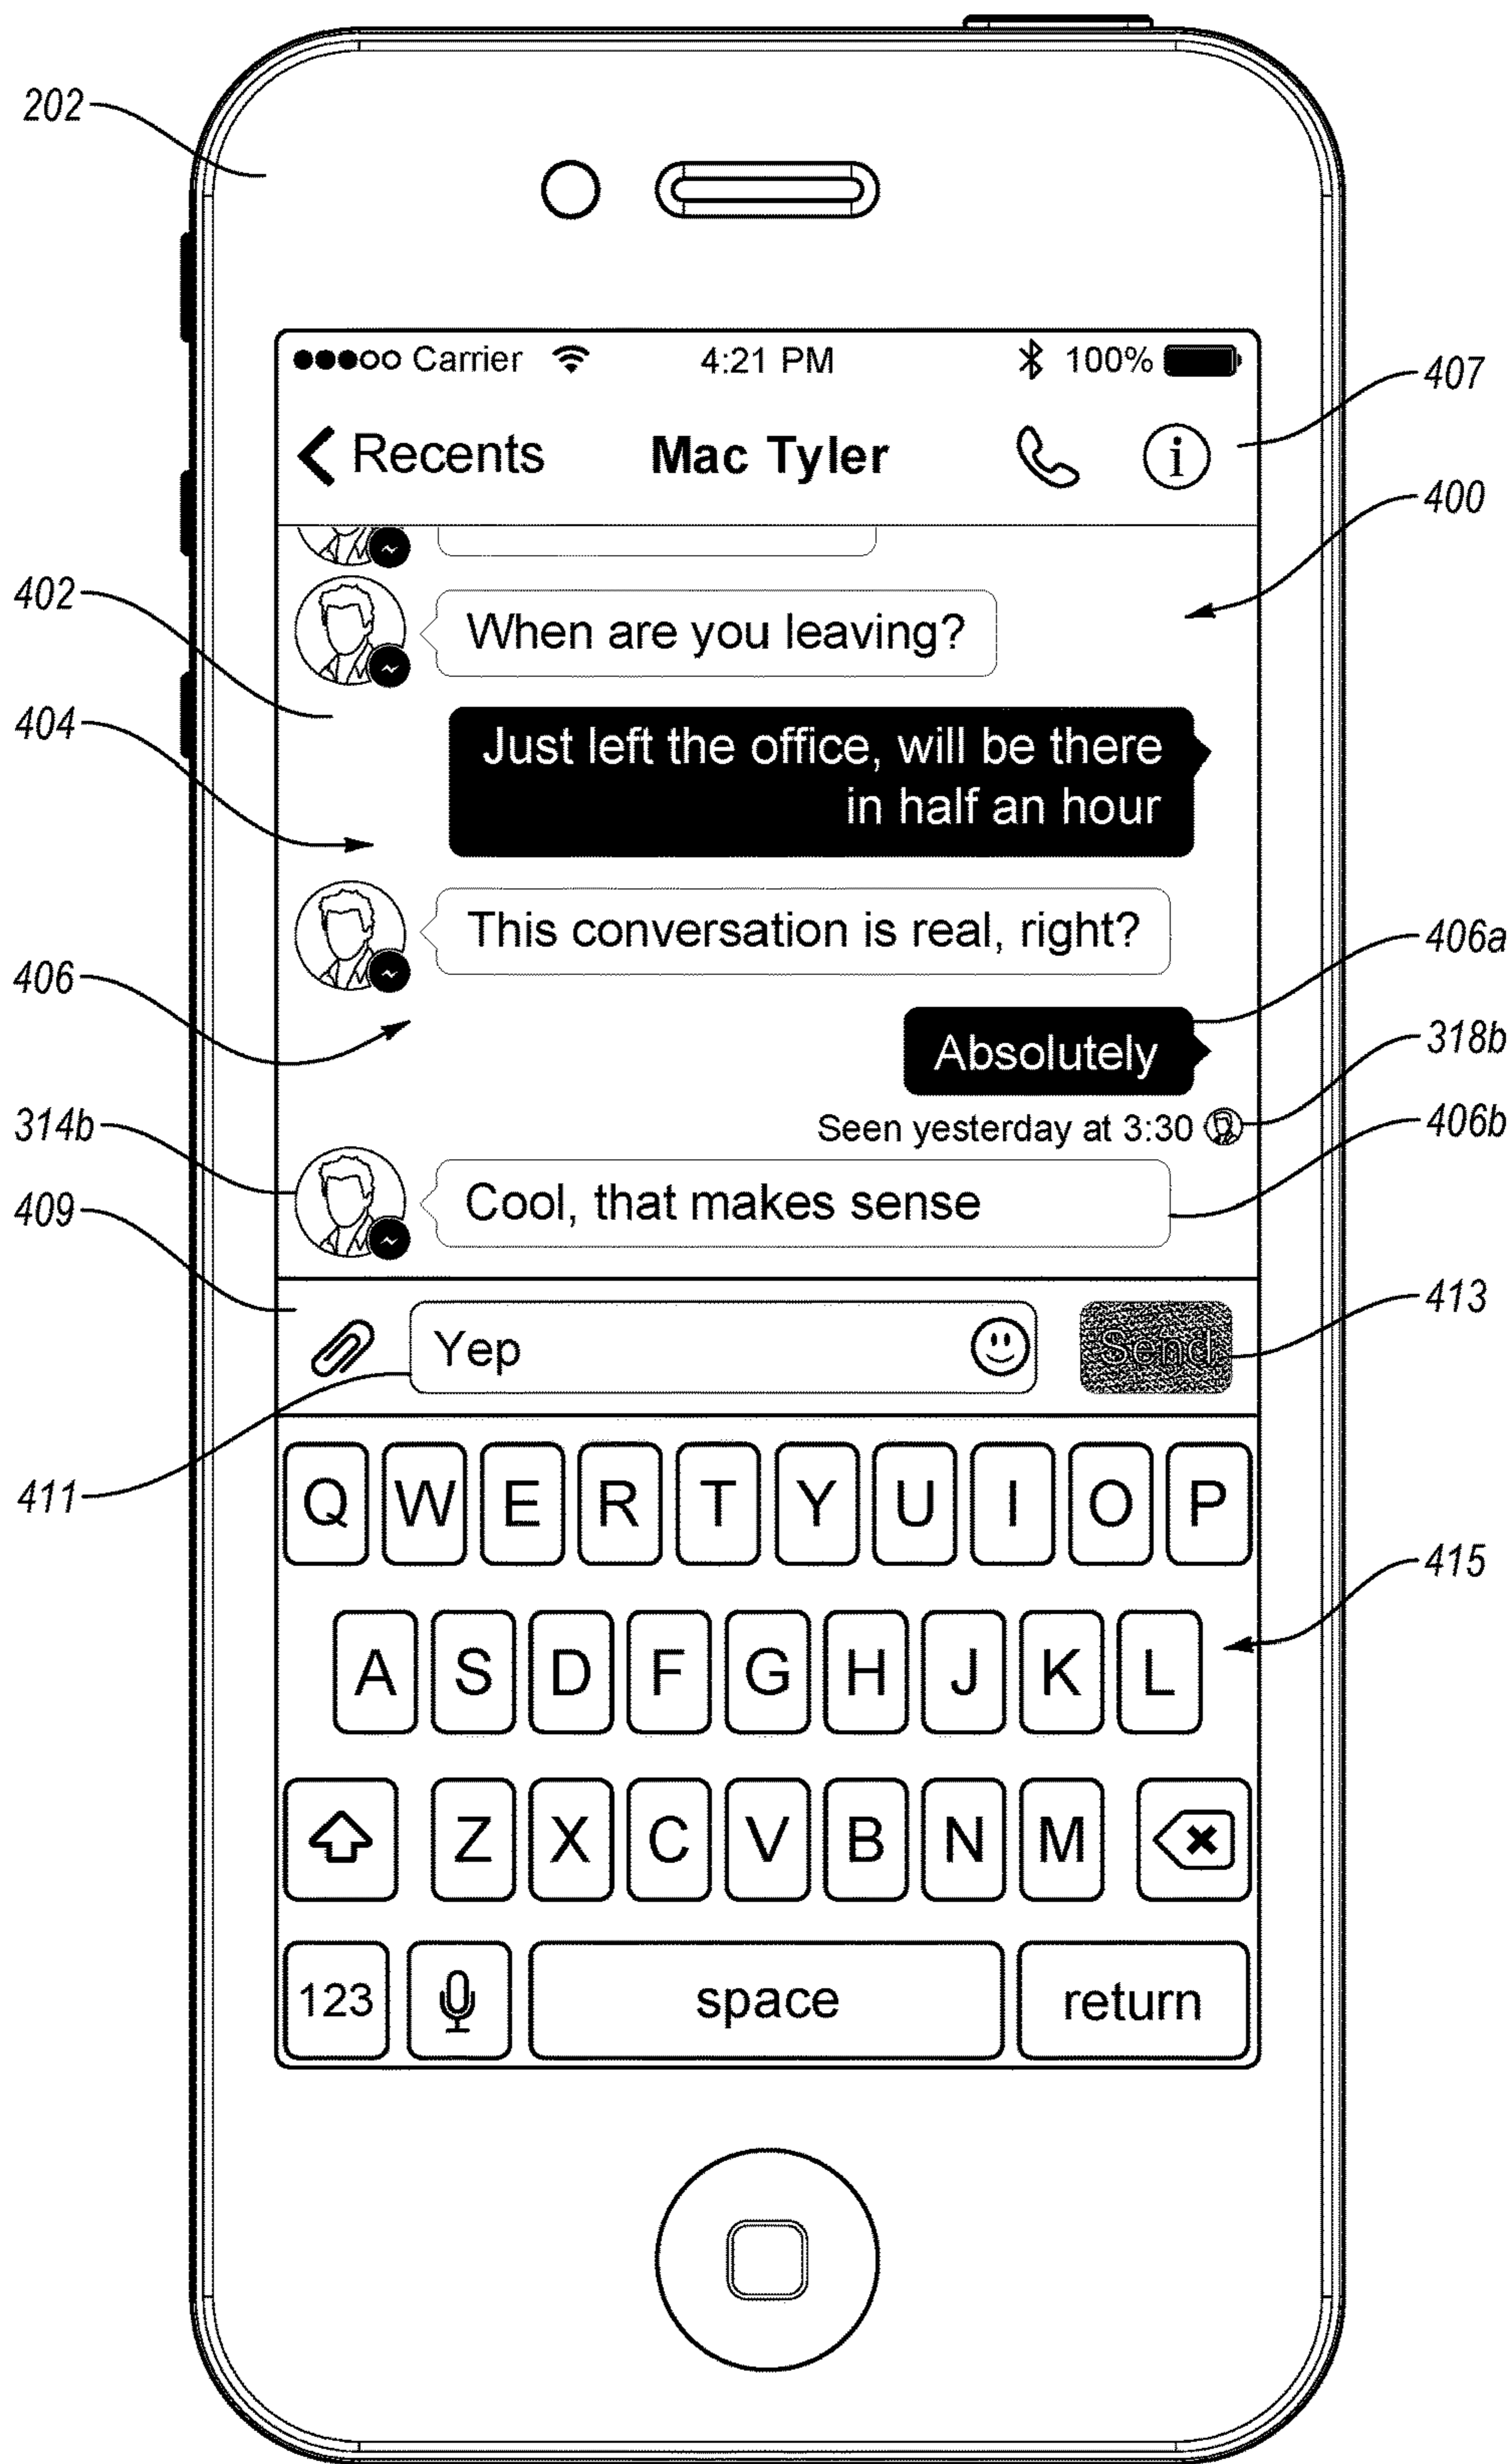 202
●●●○○ Carrier 4:21 PM 100%
407
Recents Mac Tyler i
400
402
When are you leaving?
404
Just left the office, will be there
in half an hour
This conversation is real, right?
406a
406
Absolutely
318b
314b
Seen yesterday at 3:30
406b
409
Cool, that makes sense
413
Yep Send
411
Q W E R T Y U I O P
415
A S D F G H J K L
Z X C V B N M
123 space return